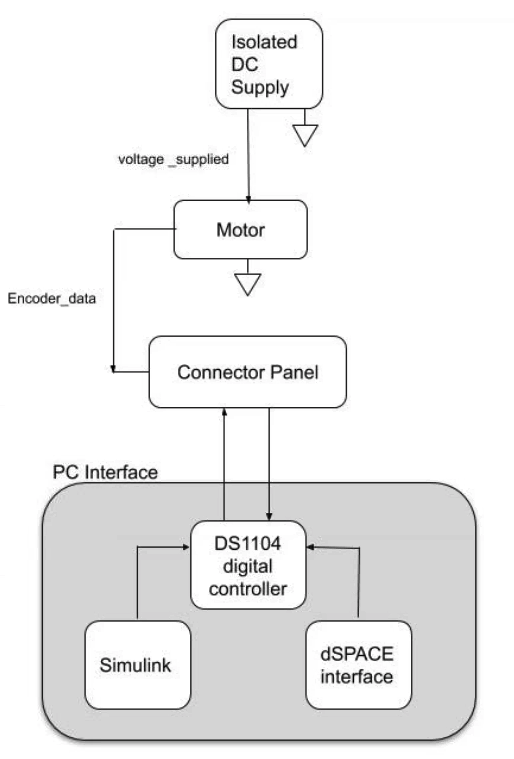 Isolated
DC
Supply
voltage _supplied
Motor
Encoder_data
Connector Panel
PC Interface
DS1104
digital
controller
Simulink
dSPACE
interface